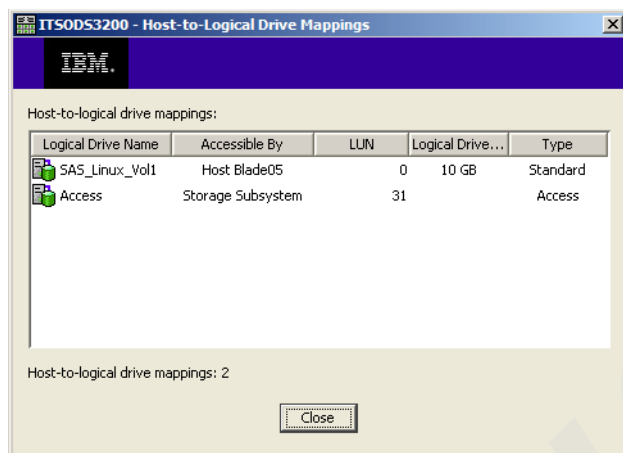 ITSODS3200 - Host-to-Logical Drive Mappings
IBM.
Host-to-logical drive mappings:
Logical Drive Name Accessible By LUN Logical Drive... Type
SAS_Linux_Vol1 Host Blade05 0 10 GB Standard
Access Storage Subsystem 31 Access
Host-to-logical drive mappings: 2
Close